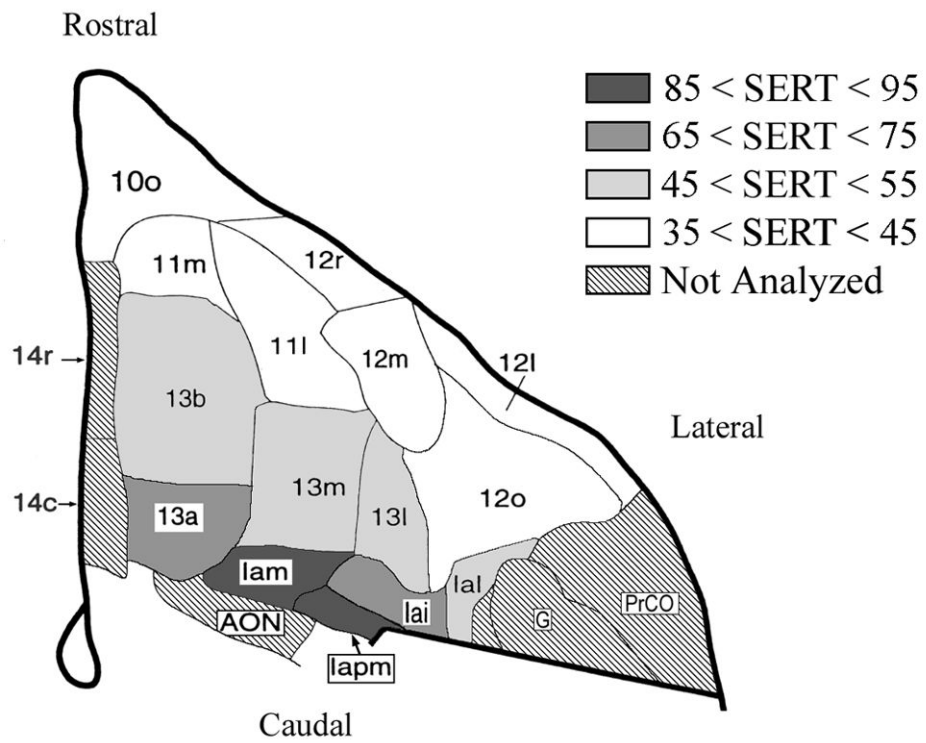 Rostral
85 < SERT < 95
65 < SERT < 75
45 < SERT < 55
35 < SERT < 45
Not Analyzed
10o
11m
12r
14r
11l
12m
12l
13b
Lateral
14c
13a
13m
13l
12o
Iam
Iai
Ial
AON
G
PrCO
Iapm
Caudal